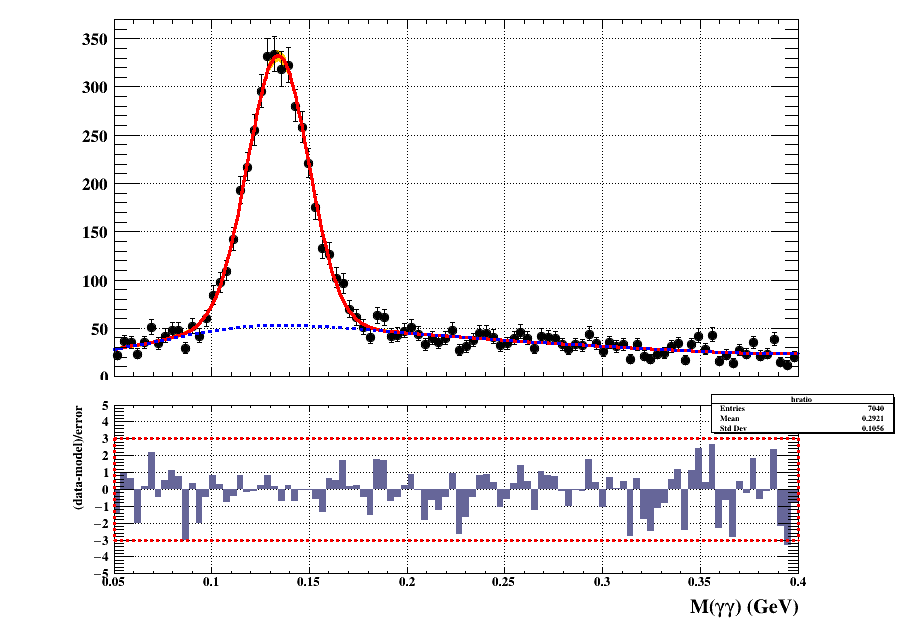 350
300
250
200
150
100
50
0
(data-model)/error
5
4
3
2
1
0
−1
−2
−3
−4
−5
hratio
Entries 7040
Mean 0.2921
Std Dev 0.1056
0.05 0.1 0.15 0.2 0.25 0.3 0.35 0.4
M(γγ) (GeV)